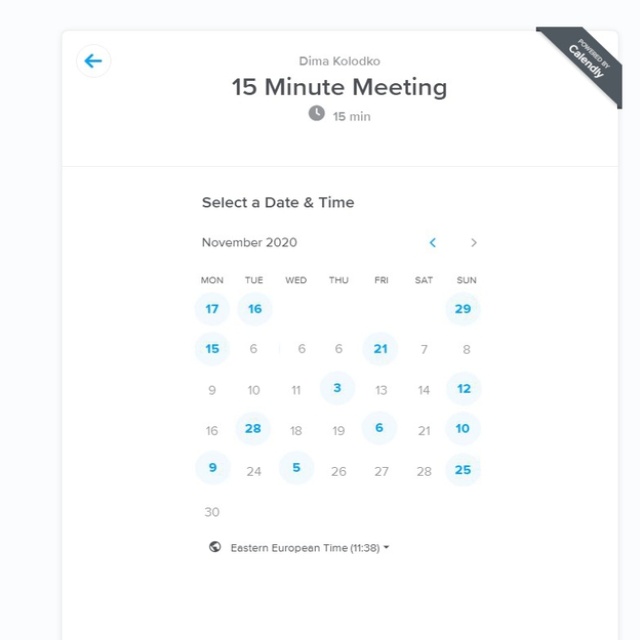 POWERED BY
Calendly
Dima Kolodko
15 Minute Meeting
15 min
Select a Date & Time
November 2020
MON TUE WED THU FRI SAT SUN
17 16 29
15 6 6 6 21 7 8
9 10 11 3 13 14 12
16 28 18 19 6 21 10
9 24 5 26 27 28 25
30
Eastern European Time (11:38)